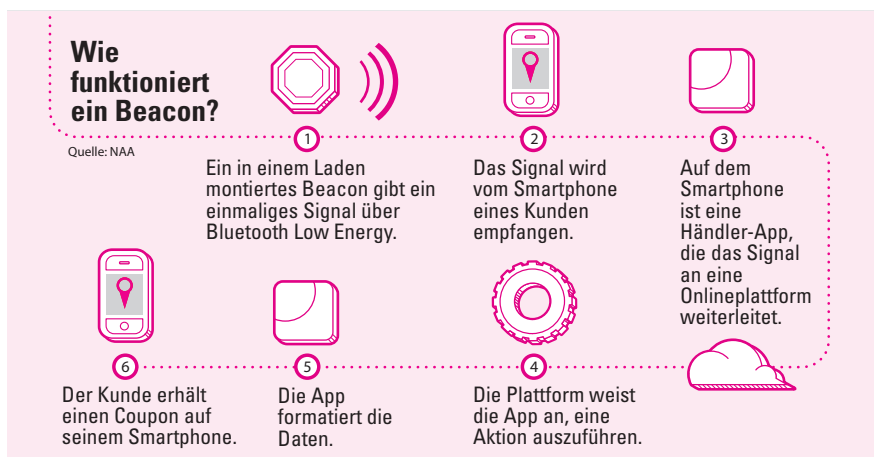 Wie
funktioniert
ein Beacon?
Quelle: NAA
1
Ein in einem Laden
montiertes Beacon gibt ein
einmaliges Signal über
Bluetooth Low Energy.
2
Das Signal wird
vom Smartphone
eines Kunden
empfangen.
3
Auf dem
Smartphone
ist eine
Händler-App,
die das Signal
an eine
Onlineplattform
weiterleitet.
4
Die Plattform weist
die App an, eine
Aktion auszuführen.
5
Die App
formatiert die
Daten.
6
Der Kunde erhält
einen Coupon auf
seinem Smartphone.